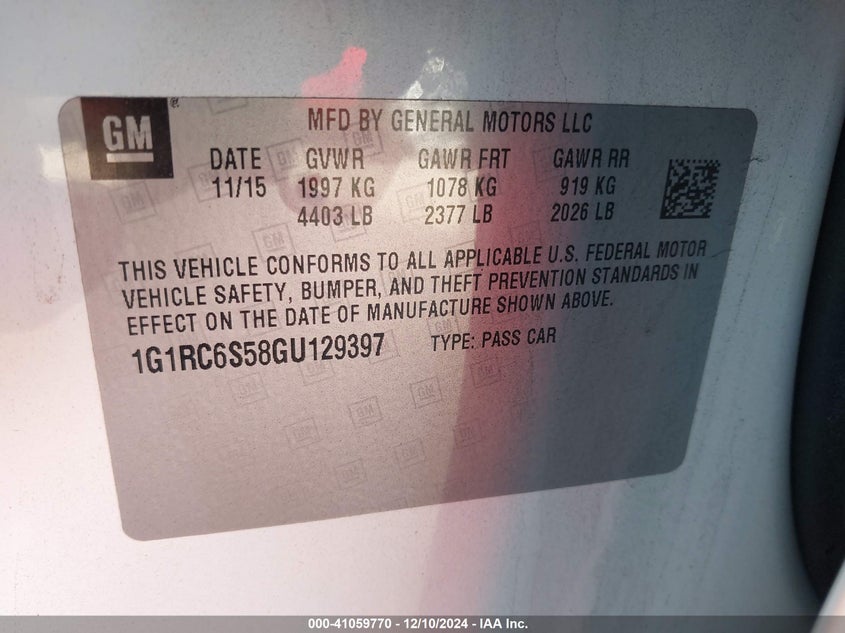 GM
MFD BY GENERAL MOTORS LLC
DATE GVWR GAWR FRT GAWR RR
11/15 1997 KG 1078 KG 919 KG
4403 LB 2377 LB 2026 LB
THIS VEHICLE CONFORMS TO ALL APPLICABLE U.S. FEDERAL MOTOR
VEHICLE SAFETY, BUMPER, AND THEFT PREVENTION STANDARDS IN
EFFECT ON THE DATE OF MANUFACTURE SHOWN ABOVE.
1G1RC6S58GU129397 TYPE: PASS CAR
000-41059770 - 12/10/2024 - IAA Inc.